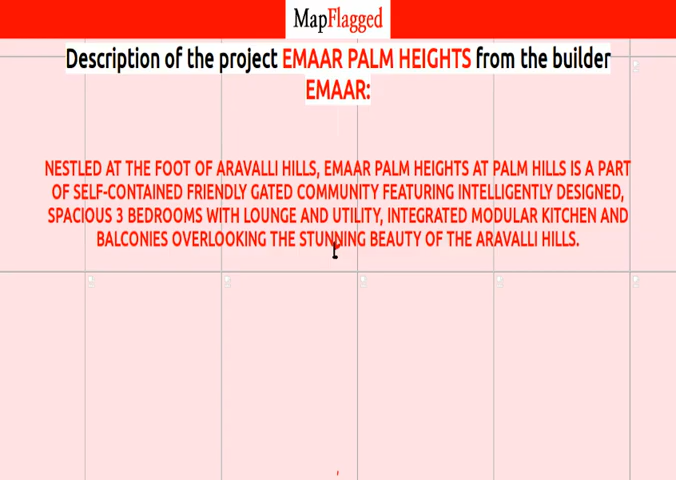 MapFlagged
Description of the project EMAAR PALM HEIGHTS from the builder
EMAAR:
NESTLED AT THE FOOT OF ARAVALLI HILLS, EMAAR PALM HEIGHTS AT PALM HILLS IS A PART
OF SELF-CONTAINED FRIENDLY GATED COMMUNITY FEATURING INTELLIGENTLY DESIGNED,
SPACIOUS 3 BEDROOMS WITH LOUNGE AND UTILITY, INTEGRATED MODULAR KITCHEN AND
BALCONIES OVERLOOKING THE STUNNING BEAUTY OF THE ARAVALLI HILLS.